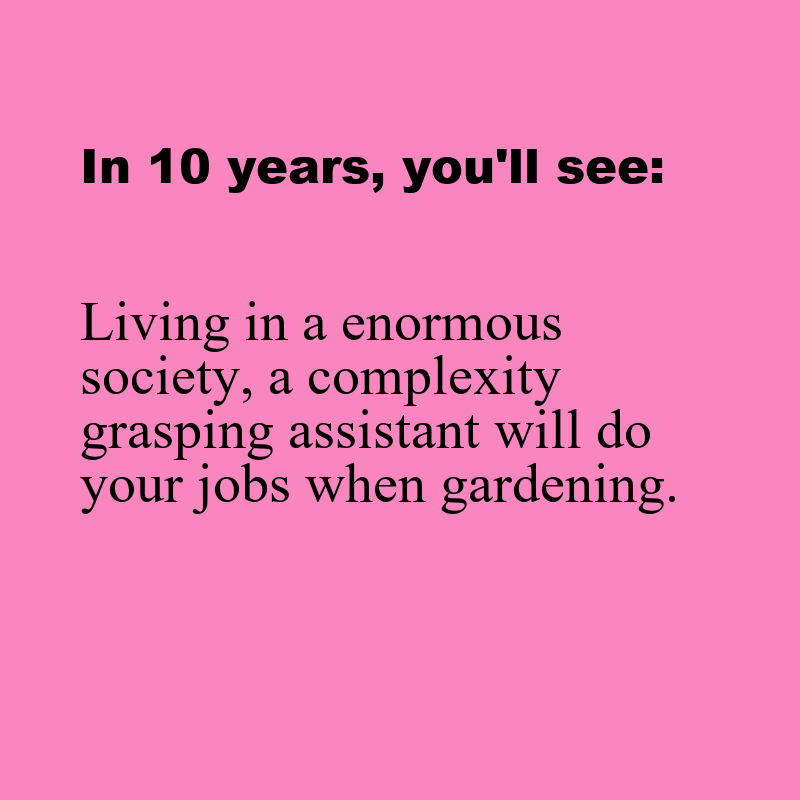 In 10 years, you'll see:
Living in a enormous
society, a complexity
grasping assistant will do
your jobs when gardening.